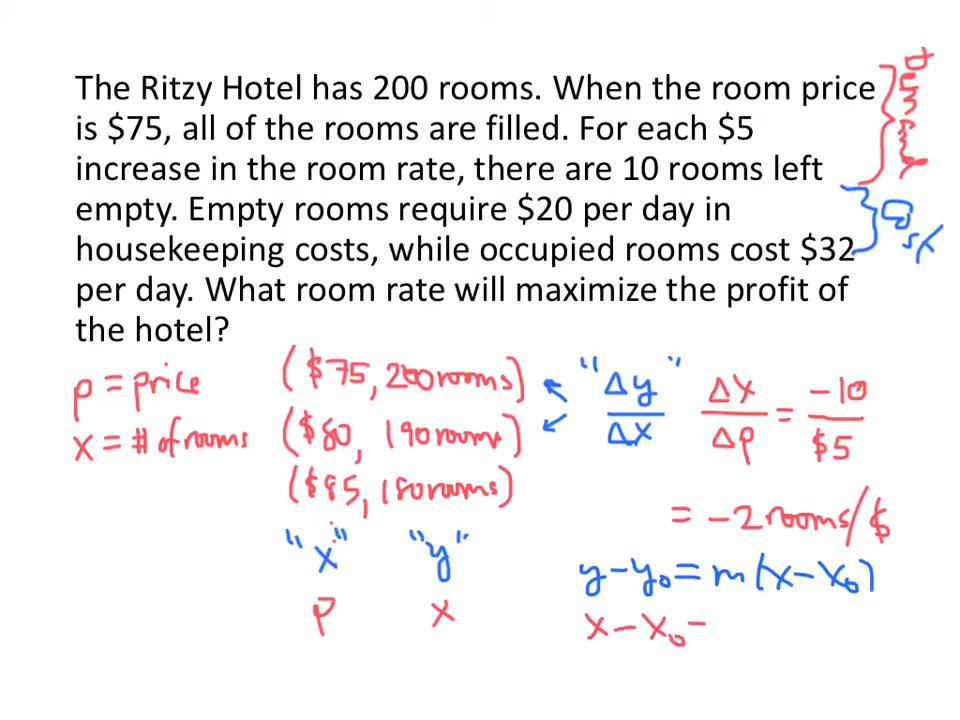 The Ritzy Hotel has 200 rooms. When the room price
is $75, all of the rooms are filled. For each $5
increase in the room rate, there are 10 rooms left
empty. Empty rooms require $20 per day in
housekeeping costs, while occupied rooms cost $32
per day. What room rate will maximize the profit of
the hotel?
Demand
Cost
p = price
x = # of rooms
($75, 200 rooms)
($80, 190 rooms)
($85, 180 rooms)
"x" "y"
p x
"Δy" / Δx
Δx / Δp = -10 / $5
= -2 rooms/$
y - y₀ = m(x - x₀)
x - x₀ =